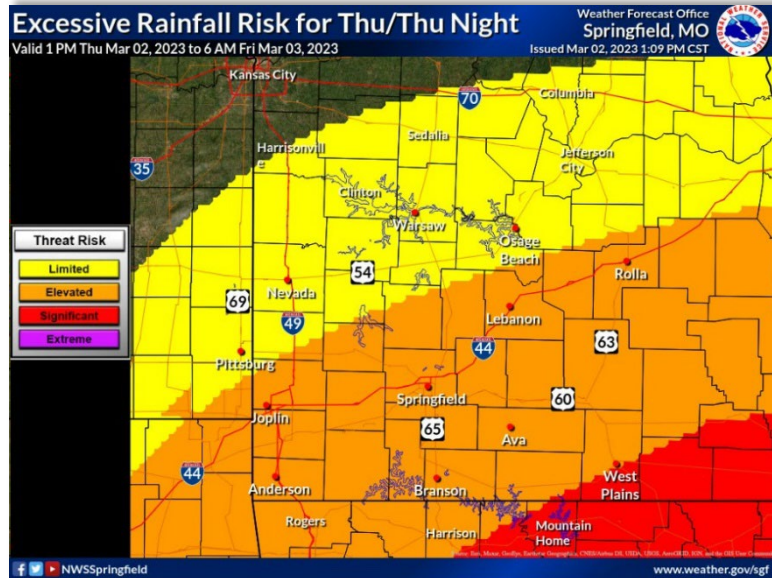 Excessive Rainfall Risk for Thu/Thu Night
Valid 1 PM Thu Mar 02, 2023 to 6 AM Fri Mar 03, 2023
Weather Forecast Office
Springfield, MO
Issued Mar 02, 2023 1:09 PM CST
Kansas City
70
Columbia
Sedalia
Harrisonvill
e
Jefferson
City
35
Clinton
Warsaw
Osage
Beach
Threat Risk
Limited
Elevated
Significant
Extreme
54
Rolla
Nevada
69
49
Lebanon
63
44
Pittsburg
Springfield
60
Joplin
65
Ava
44
Anderson
Branson
West
Plains
Rogers
Harrison
Mountain
Home
NWSSpringfield
www.weather.gov/sgf